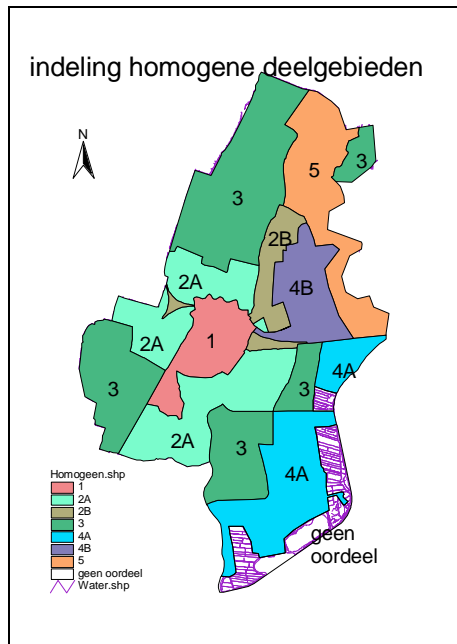 indeling homogene deelgebieden
N
5
3
3
2B
2A
4B
1
2A
4A
3
3
2A
3
4A
geen
oordeel
Homogeen.shp
1
2A
2B
3
4A
4B
5
geen oordeel
Water.shp